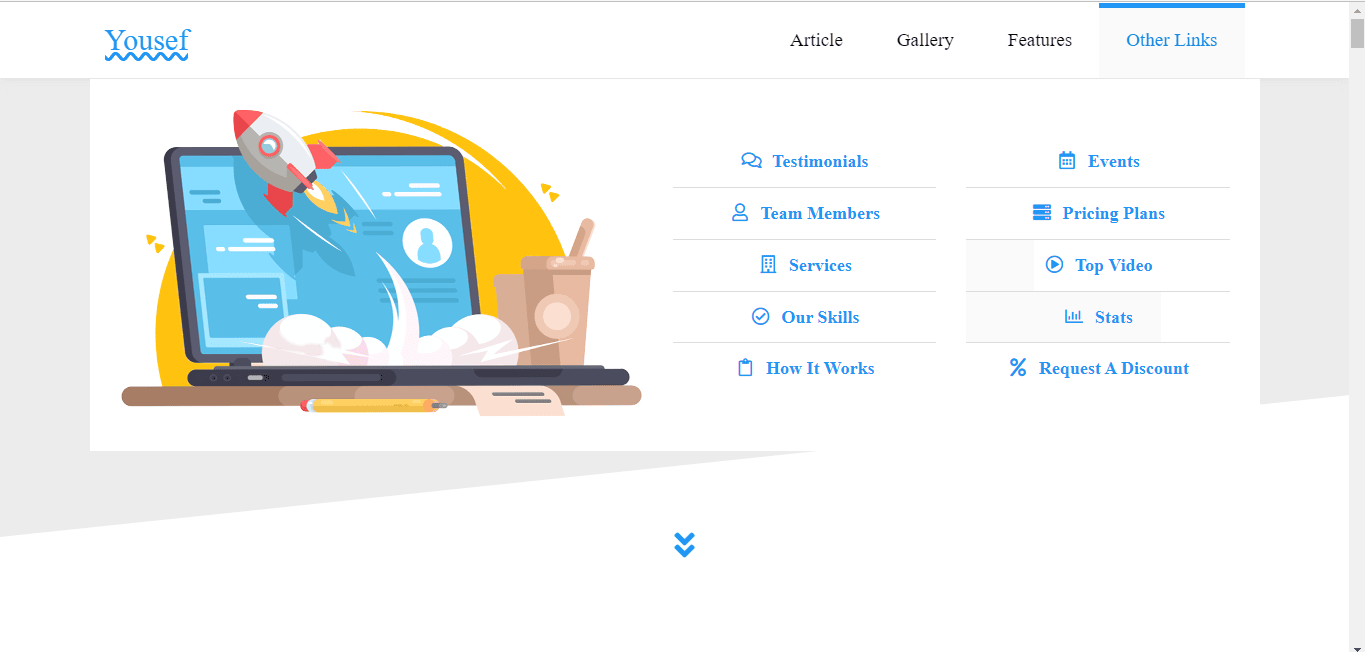 Yousef
Article
Gallery
Features
Other Links
Testimonials
Team Members
Services
Our Skills
How It Works
Events
Pricing Plans
Top Video
Stats
Request A Discount